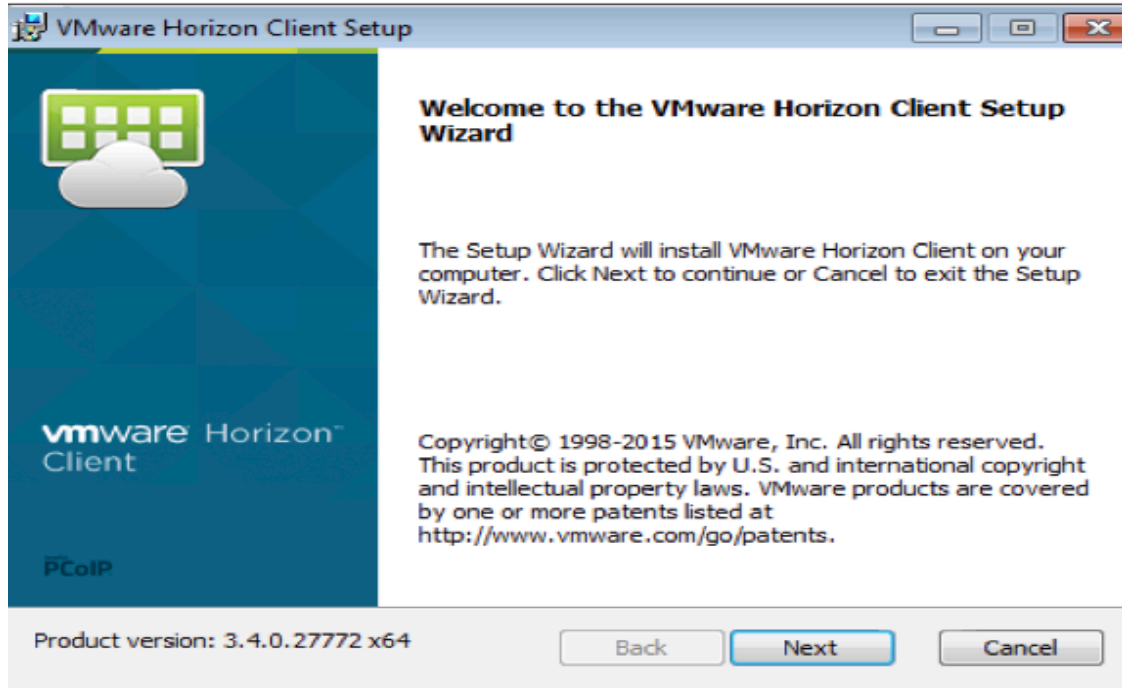 VMware Horizon Client Setup
Welcome to the VMware Horizon Client Setup
Wizard
The Setup Wizard will install VMware Horizon Client on your
computer. Click Next to continue or Cancel to exit the Setup
Wizard.
vmware Horizon™
Client
Copyright© 1998-2015 VMware, Inc. All rights reserved.
This product is protected by U.S. and international copyright
and intellectual property laws. VMware products are covered
by one or more patents listed at
http://www.vmware.com/go/patents.
PCoIP
Product version: 3.4.0.27772 x64
Back
Next
Cancel